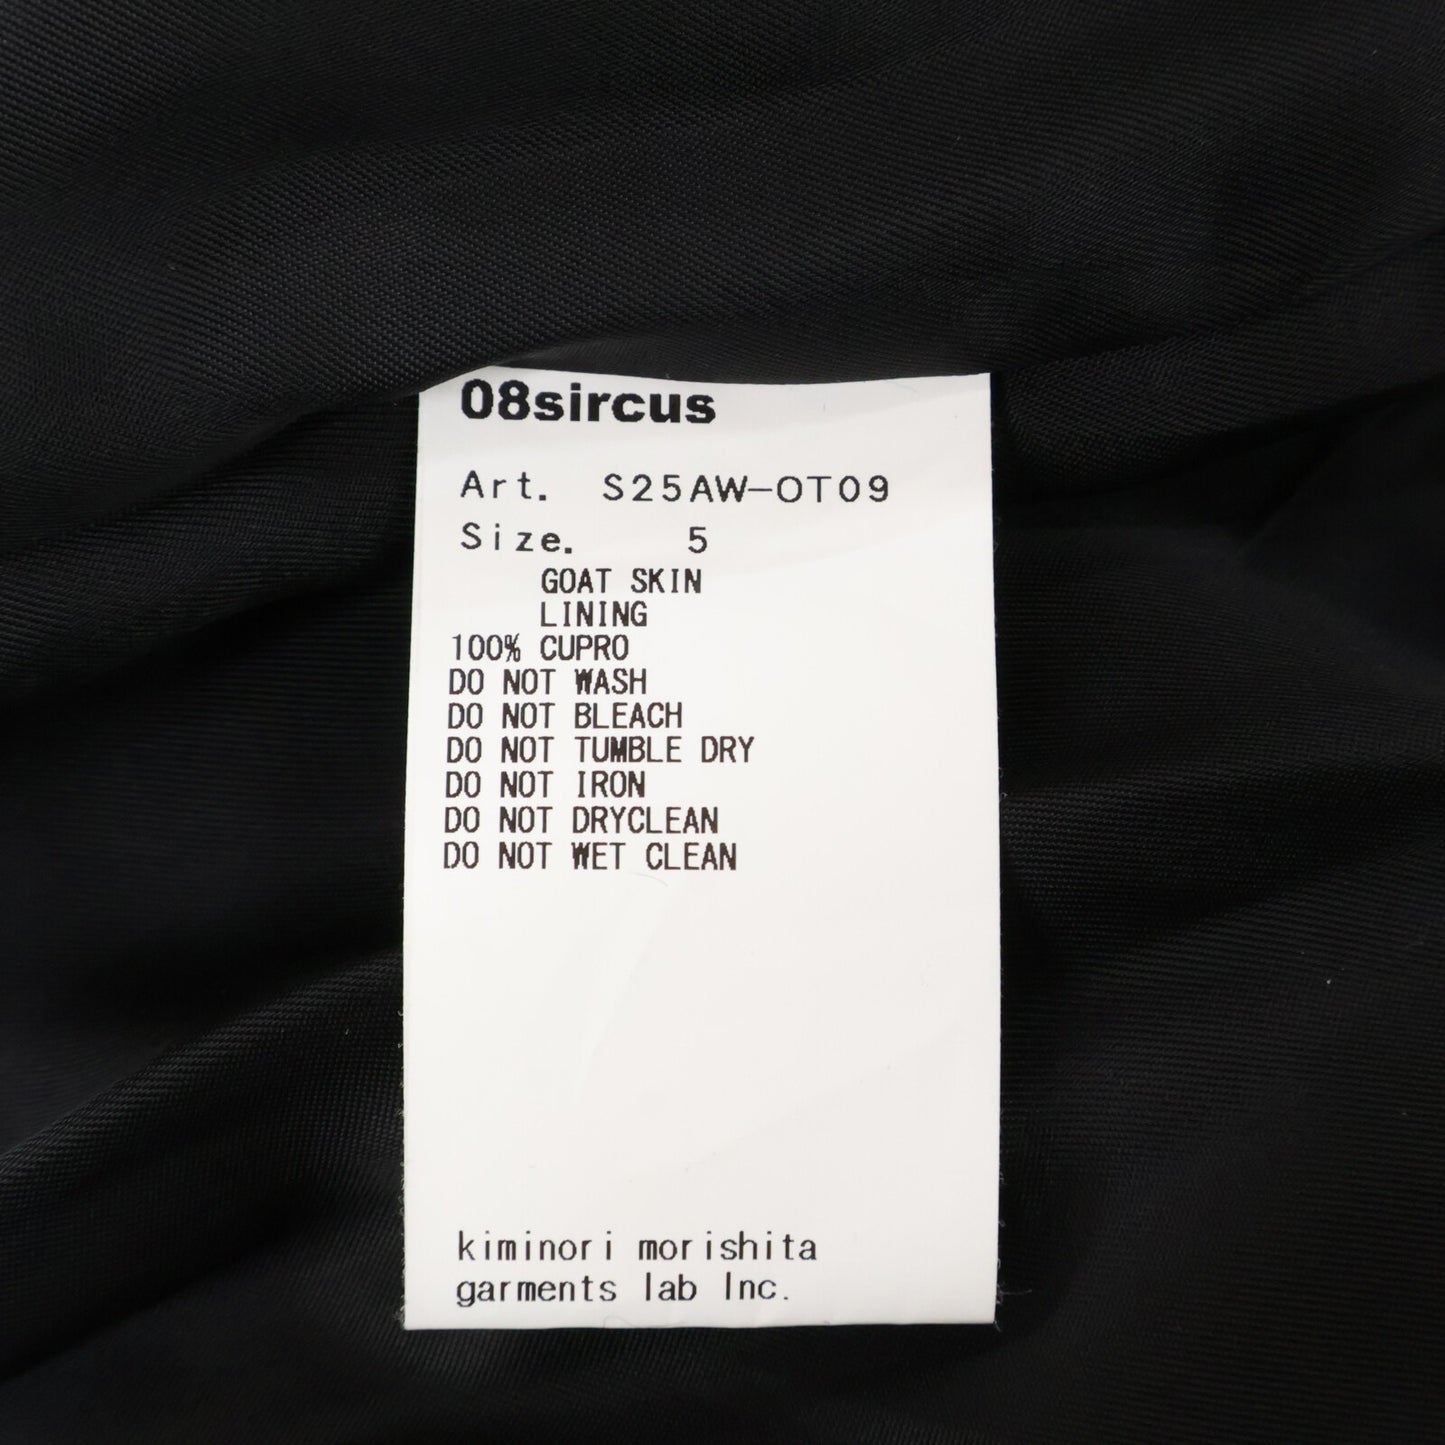 08sircus
Art. S25AW-OT09
Size. 5
GOAT SKIN
LINING
100% CUPRO
DO NOT WASH
DO NOT BLEACH
DO NOT TUMBLE DRY
DO NOT IRON
DO NOT DRYCLEAN
DO NOT WET CLEAN
kiminori morishita
garments lab Inc.